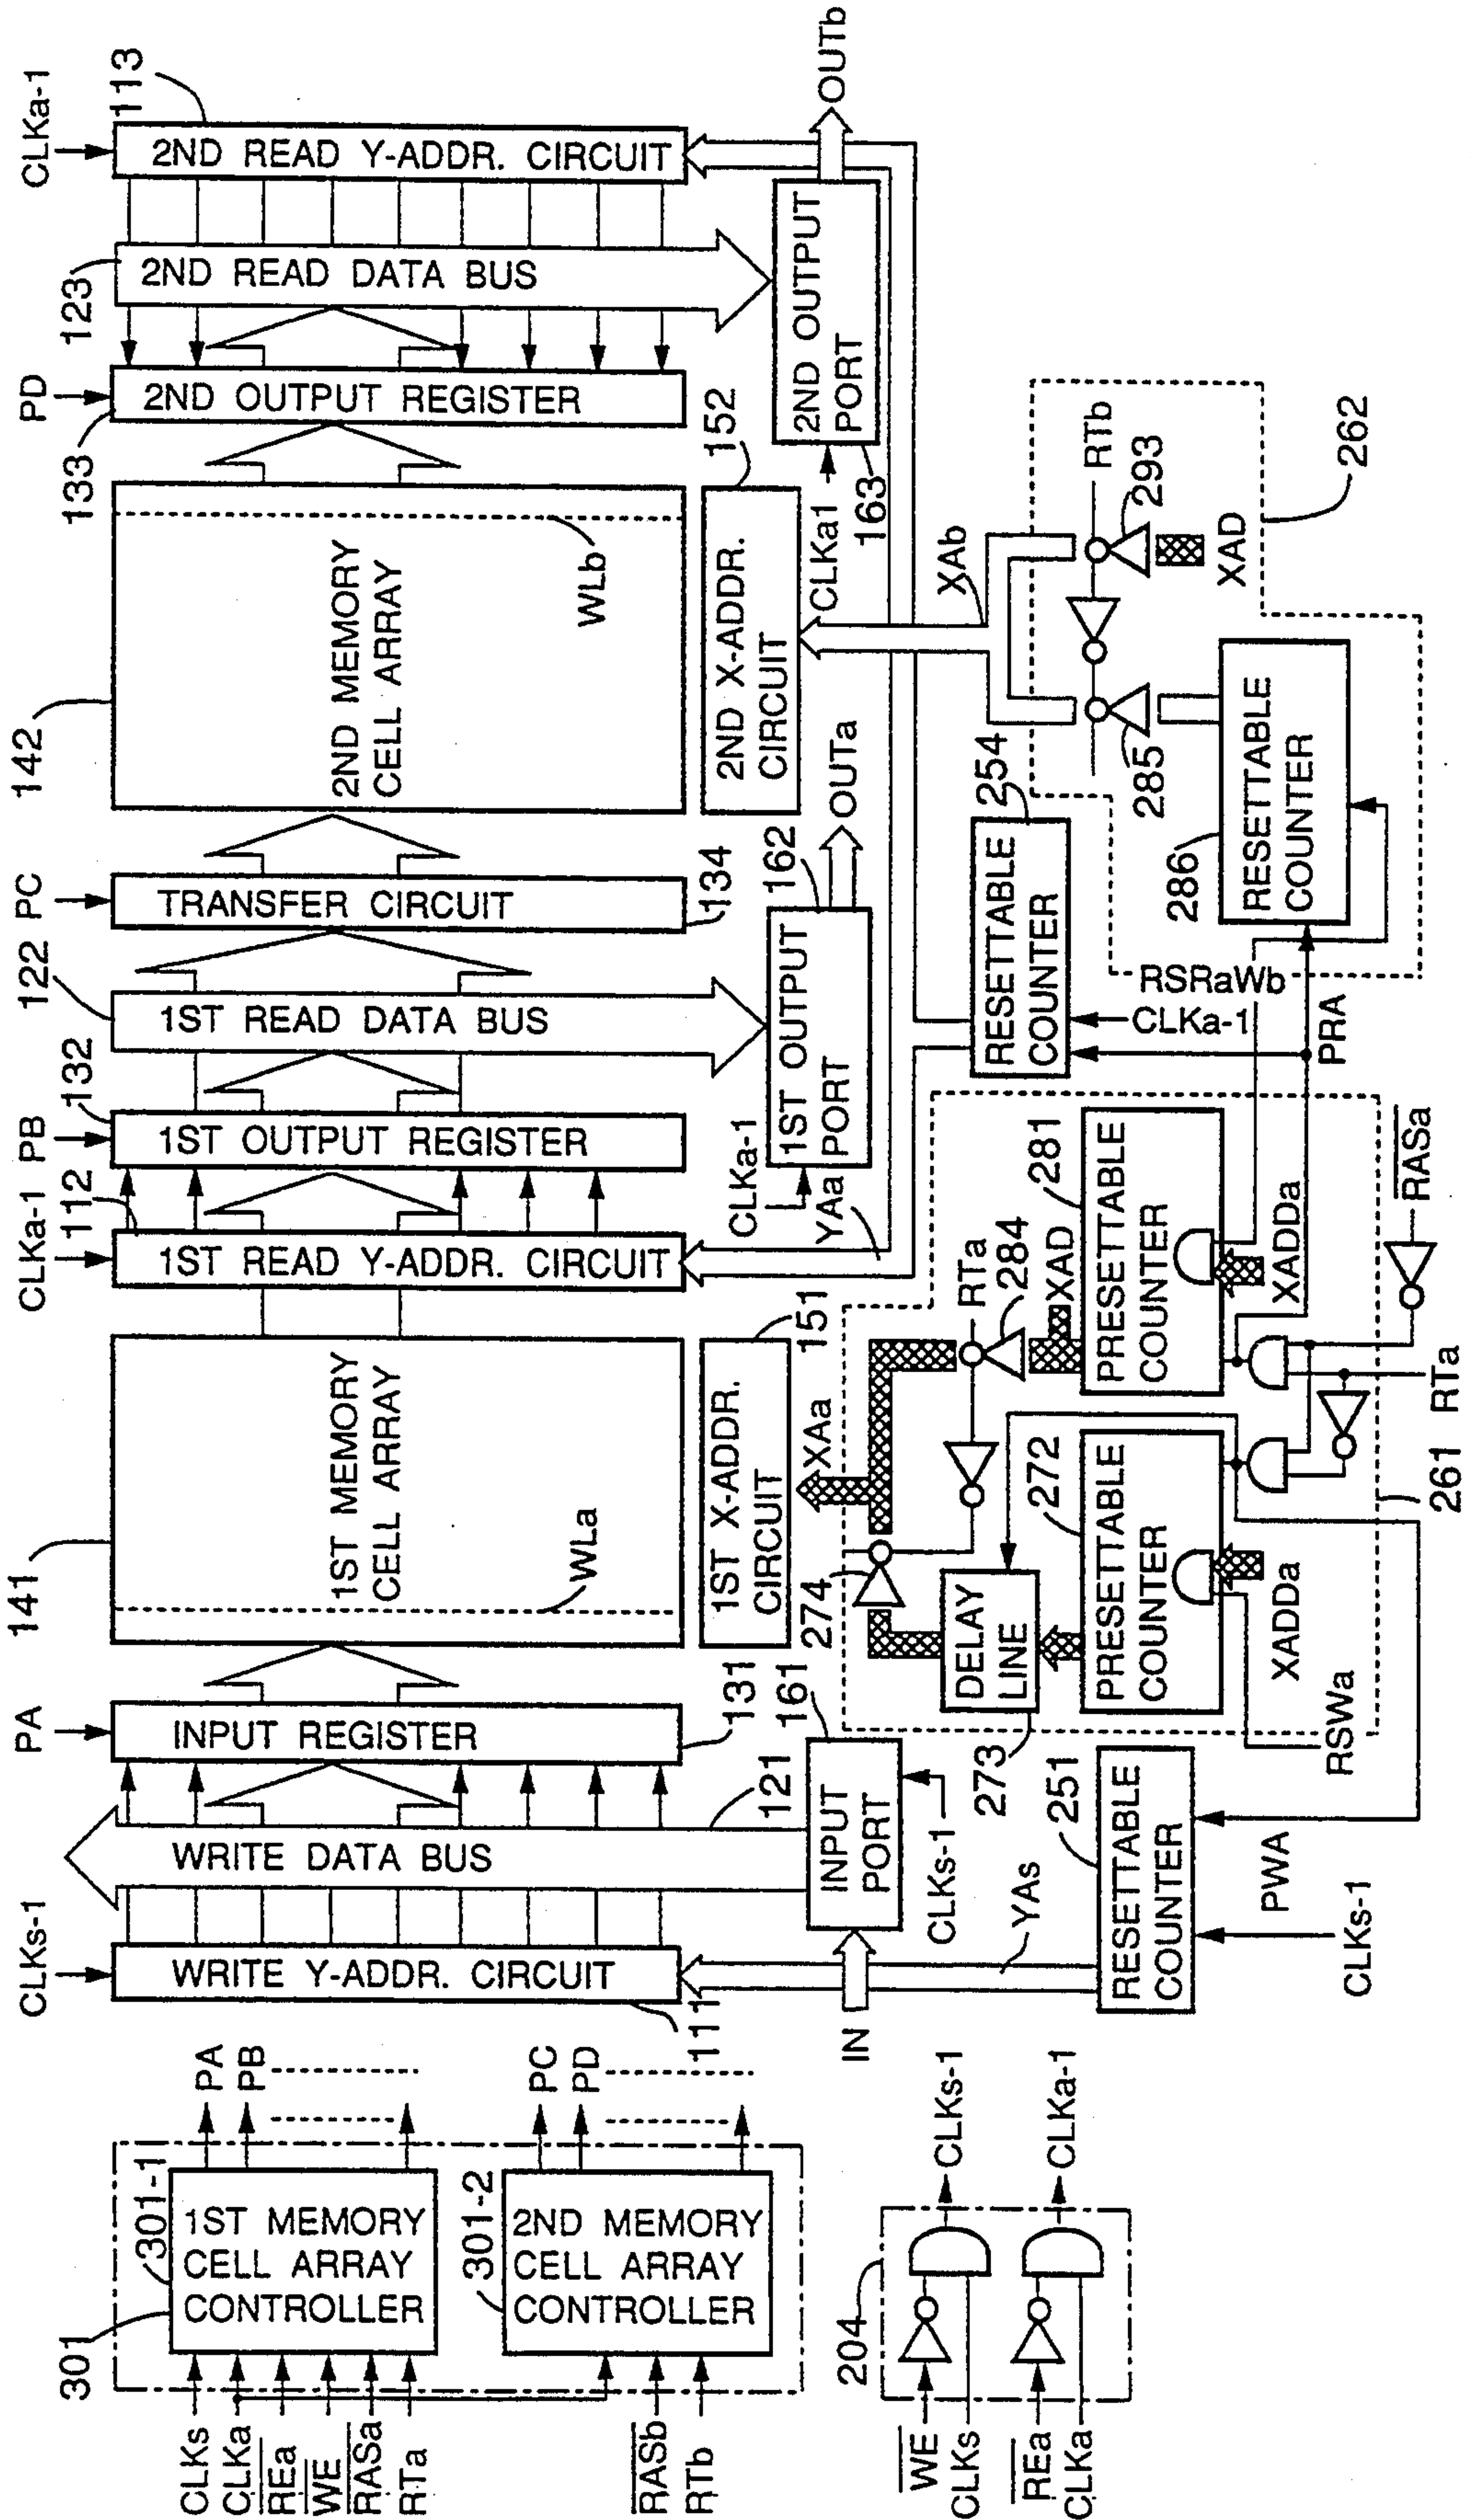 CLKs
CLKa
REa
WE
RASa
RTa
RASb
RTb
301
301-1
1ST MEMORY
CELL ARRAY
CONTROLLER
301-2
2ND MEMORY
CELL ARRAY
CONTROLLER
PA
PB
PC
PD
WE
CLKs
REa
CLKa
204
CLKs-1
CLKa-1
CLKs-1
WRITE Y-ADDR. CIRCUIT
111
WRITE DATA BUS
121
PA
INPUT REGISTER
131
141
1ST MEMORY
CELL ARRAY
WLa
CLKa-1
112
1ST READ Y-ADDR. CIRCUIT
PB
132
1ST OUTPUT REGISTER
122
1ST READ DATA BUS
PC
TRANSFER CIRCUIT
134
142
2ND MEMORY
CELL ARRAY
WLb
PD
133
2ND OUTPUT REGISTER
123
2ND READ DATA BUS
CLKa-1
113
2ND READ Y-ADDR. CIRCUIT
IN
INPUT
PORT
161
CLKs-1
YAs
1ST X-ADDR.
CIRCUIT
151
CLKa-1
YAa
1ST OUTPUT
PORT
162
OUTa
2ND X-ADDR.
CIRCUIT
152
CLKa1
163
2ND OUTPUT
PORT
OUTb
251
RESETTABLE
COUNTER
PWA
CLKs-1
274
XAa
DELAY
LINE
273
272
PRESETTABLE
COUNTER
XADDa
RSWa
261
RTa
284
XAD
281
PRESETTABLE
COUNTER
XADDa
RASa
RTa
254
RESETTABLE
COUNTER
CLKa-1
RSRaWb
PRA
XAb
285
286
RESETTABLE
COUNTER
RTb
293
XAD
262